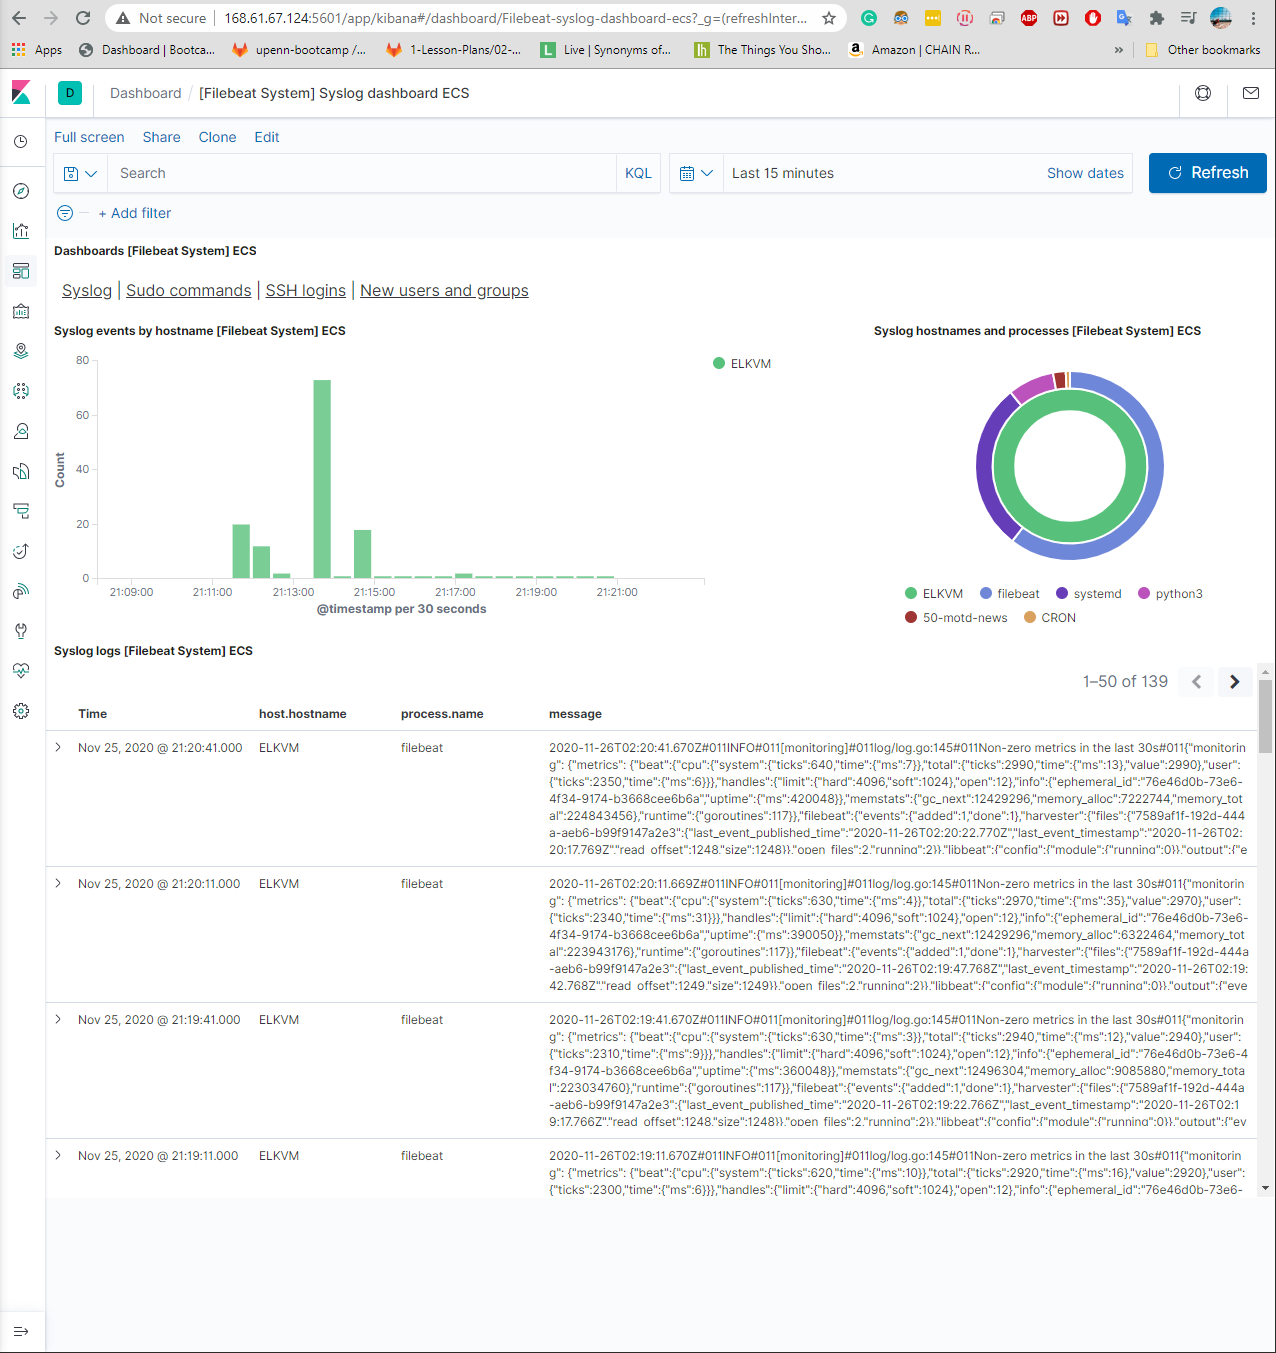 Not secure | 168.61.67.124:5601/app/kibana#/dashboard/Filebeat-syslog-dashboard-ecs?_g=(refreshInter...
ABP
Apps Dashboard | Bootca... upenn-bootcamp /... 1-Lesson-Plans/02-... L Live | Synonyms of... h The Things You Sho... a Amazon | CHAIN R... » Other bookmarks
D Dashboard / [Filebeat System] Syslog dashboard ECS
Full screen Share Clone Edit
Search KQL Last 15 minutes Show dates Refresh
+ Add filter
Dashboards [Filebeat System] ECS
Syslog | Sudo commands | SSH logins | New users and groups
Syslog events by hostname [Filebeat System] ECS
80
60
40
20
0
Count
21:09:00 21:11:00 21:13:00 21:15:00 21:17:00 21:19:00 21:21:00
@timestamp per 30 seconds
ELKVM
Syslog hostnames and processes [Filebeat System] ECS
ELKVM filebeat systemd python3
50-motd-news CRON
Syslog logs [Filebeat System] ECS
1–50 of 139
Time host.hostname process.name message
Nov 25, 2020 @ 21:20:41.000 ELKVM filebeat 2020-11-26T02:20:41.670Z#011INFO#011[monitoring]#011log/log.go:145#011Non-zero metrics in the last 30s#011{"monitorin
g": {"metrics": {"beat":{"cpu":{"system":{"ticks":640,"time":{"ms":7}},"total":{"ticks":2990,"time":{"ms":13},"value":2990},"user":
{"ticks":2350,"time":{"ms":6}}},"handles":{"limit":{"hard":4096,"soft":1024},"open":12},"info":{"ephemeral_id":"76e46d0b-73e6-
4f34-9174-b3668cee6b6a","uptime":{"ms":420048}},"memstats":{"gc_next":12429296,"memory_alloc":7222744,"memory_to
tal":224843456},"runtime":{"goroutines":117}},"filebeat":{"events":{"added":1,"done":1},"harvester":{"files":{"7589af1f-192d-444
a-aeb6-b99f9147a2e3":{"last_event_published_time":"2020-11-26T02:20:22.770Z","last_event_timestamp":"2020-11-26T02:
20:17.769Z","read_offset":1248,"size":1248}},"open_files":2,"running":2}},"libbeat":{"config":{"module":{"running":0}},"output":{"e
Nov 25, 2020 @ 21:20:11.000 ELKVM filebeat 2020-11-26T02:20:11.669Z#011INFO#011[monitoring]#011log/log.go:145#011Non-zero metrics in the last 30s#011{"monitorin
g": {"metrics": {"beat":{"cpu":{"system":{"ticks":630,"time":{"ms":4}},"total":{"ticks":2970,"time":{"ms":35},"value":2970},"user":
{"ticks":2340,"time":{"ms":31}}},"handles":{"limit":{"hard":4096,"soft":1024},"open":12},"info":{"ephemeral_id":"76e46d0b-73e6-
4f34-9174-b3668cee6b6a","uptime":{"ms":390050}},"memstats":{"gc_next":12429296,"memory_alloc":6322464,"memory_to
tal":223943176},"runtime":{"goroutines":117}},"filebeat":{"events":{"added":1,"done":1},"harvester":{"files":{"7589af1f-192d-444a
-aeb6-b99f9147a2e3":{"last_event_published_time":"2020-11-26T02:19:47.768Z","last_event_timestamp":"2020-11-26T02:19
:42.768Z","read_offset":1249,"size":1249}},"open_files":2,"running":2}},"libbeat":{"config":{"module":{"running":0}},"output":{"eve
Nov 25, 2020 @ 21:19:41.000 ELKVM filebeat 2020-11-26T02:19:41.670Z#011INFO#011[monitoring]#011log/log.go:145#011Non-zero metrics in the last 30s#011{"monitorin
g": {"metrics": {"beat":{"cpu":{"system":{"ticks":630,"time":{"ms":3}},"total":{"ticks":2940,"time":{"ms":12},"value":2940},"user":
{"ticks":2310,"time":{"ms":9}}},"handles":{"limit":{"hard":4096,"soft":1024},"open":12},"info":{"ephemeral_id":"76e46d0b-73e6-4
f34-9174-b3668cee6b6a","uptime":{"ms":360048}},"memstats":{"gc_next":12496304,"memory_alloc":9085880,"memory_tota
l":223034760},"runtime":{"goroutines":117}},"filebeat":{"events":{"added":1,"done":1},"harvester":{"files":{"7589af1f-192d-444a
-aeb6-b99f9147a2e3":{"last_event_published_time":"2020-11-26T02:19:22.766Z","last_event_timestamp":"2020-11-26T02:1
9:17.766Z","read_offset":1248,"size":1248}},"open_files":2,"running":2}},"libbeat":{"config":{"module":{"running":0}},"output":{"ev
Nov 25, 2020 @ 21:19:11.000 ELKVM filebeat 2020-11-26T02:19:11.670Z#011INFO#011[monitoring]#011log/log.go:145#011Non-zero metrics in the last 30s#011{"monitorin
g": {"metrics": {"beat":{"cpu":{"system":{"ticks":620,"time":{"ms":10}},"total":{"ticks":2920,"time":{"ms":16},"value":2920},"user":
{"ticks":2300,"time":{"ms":6}}},"handles":{"limit":{"hard":4096,"soft":1024},"open":12},"info":{"ephemeral_id":"76e46d0b-73e6-